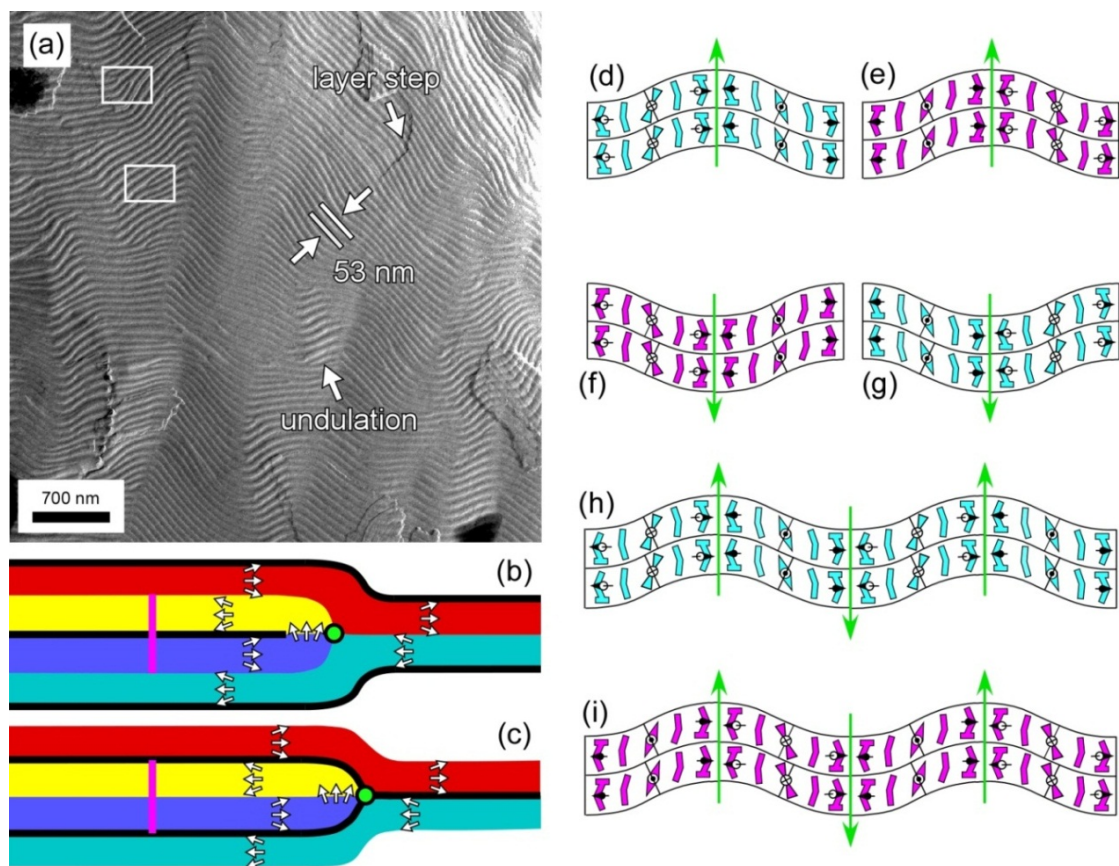 (a)
layer step
53 nm
undulation
700 nm
(b)
(c)
(d)
(e)
(f)
(g)
(h)
(i)